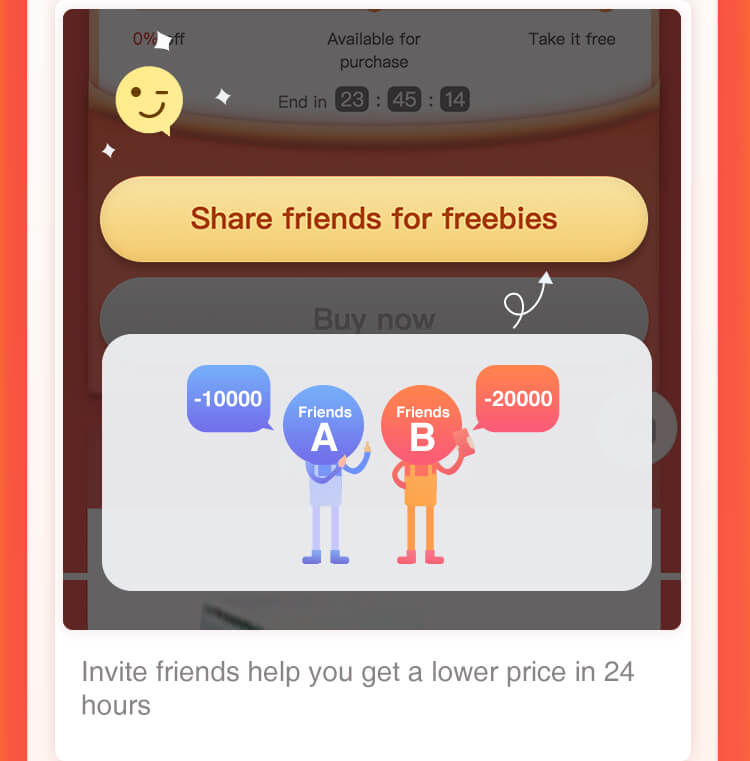 0% off
Available for
purchase
Take it free
End in 23 : 45 : 14
Share friends for freebies
Buy now
-10000
Friends
A
Friends
B
-20000
Invite friends help you get a lower price in 24
hours